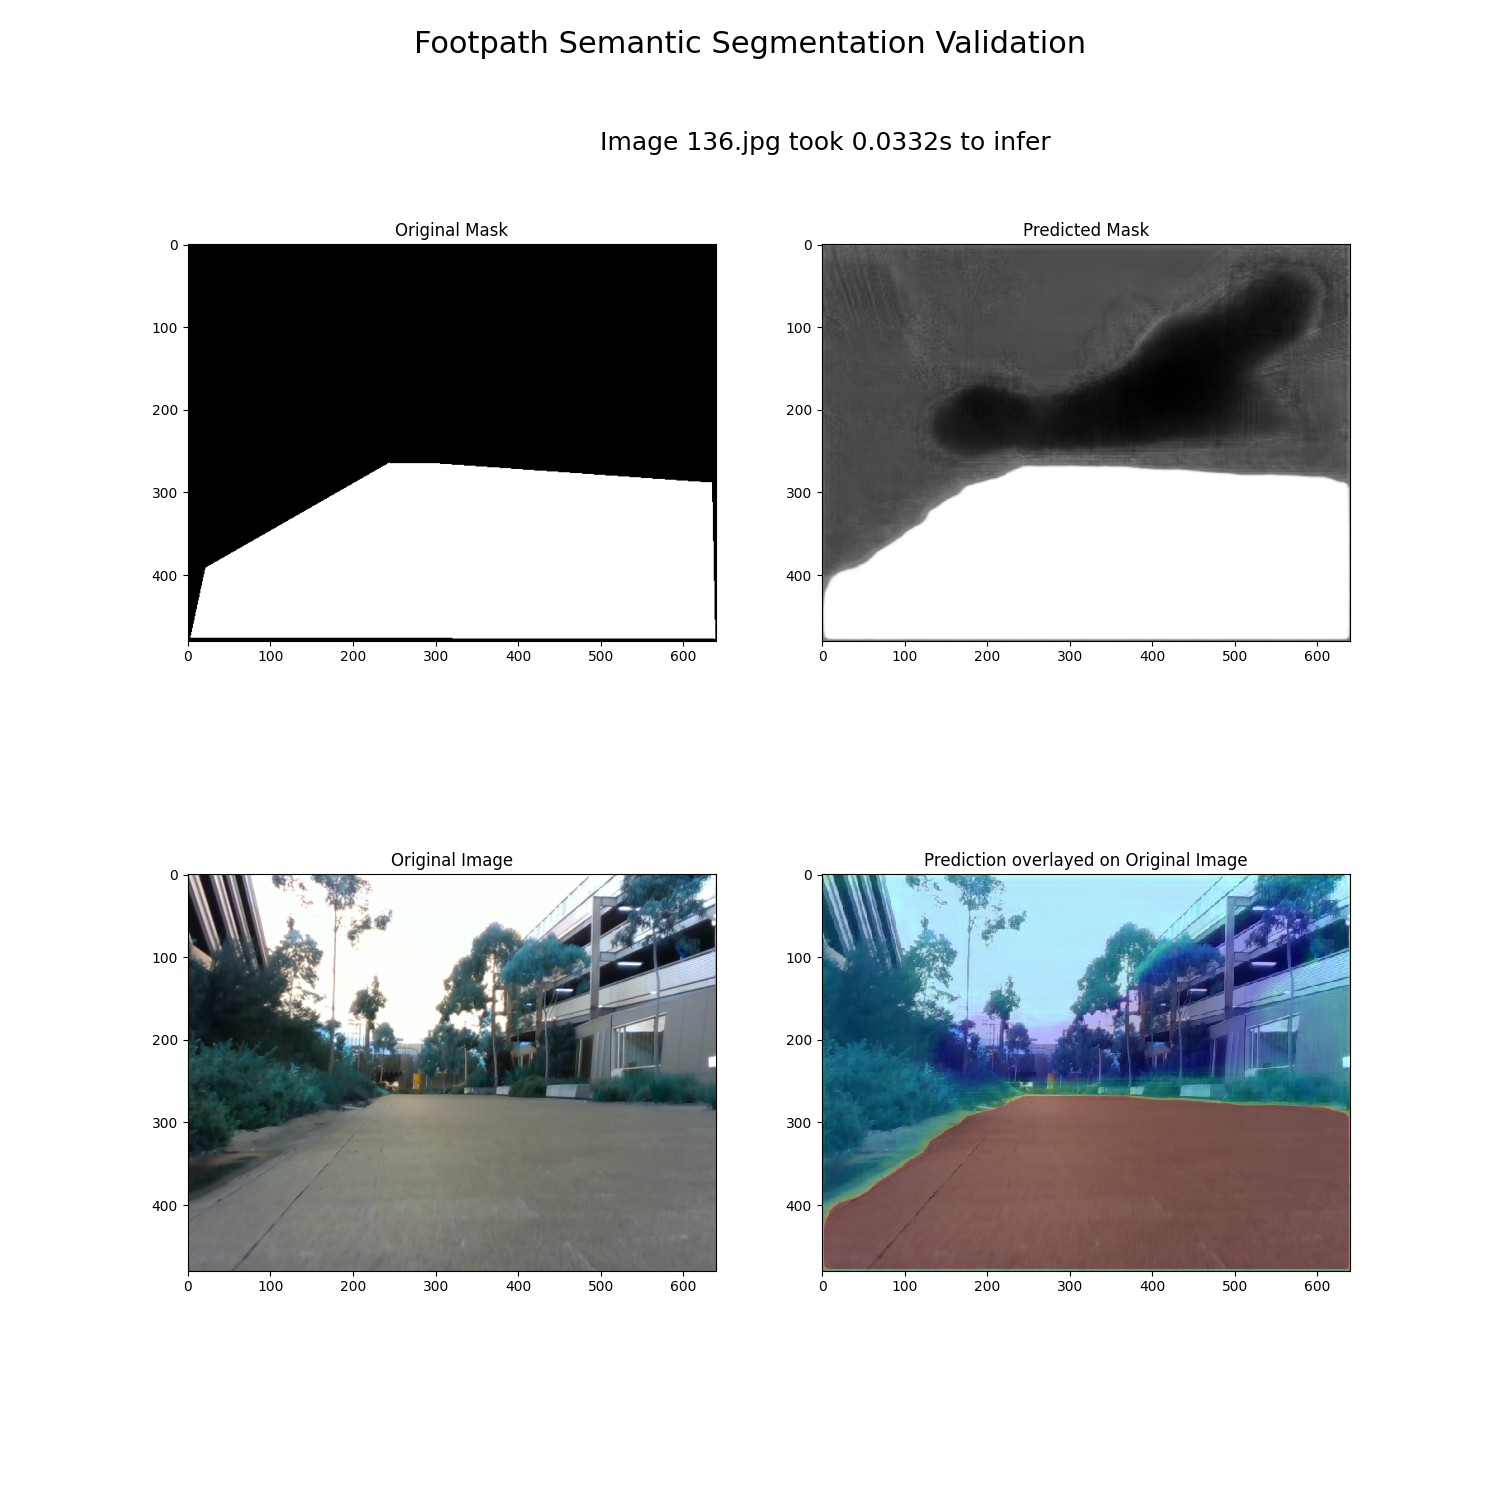 Footpath Semantic Segmentation Validation
Image 136.jpg took 0.0332s to infer
Original Mask
0
100
200
300
400
0 100 200 300 400 500 600
Predicted Mask
0
100
200
300
400
0 100 200 300 400 500 600
Original Image
0
100
200
300
400
0 100 200 300 400 500 600
Prediction overlayed on Original Image
0
100
200
300
400
0 100 200 300 400 500 600